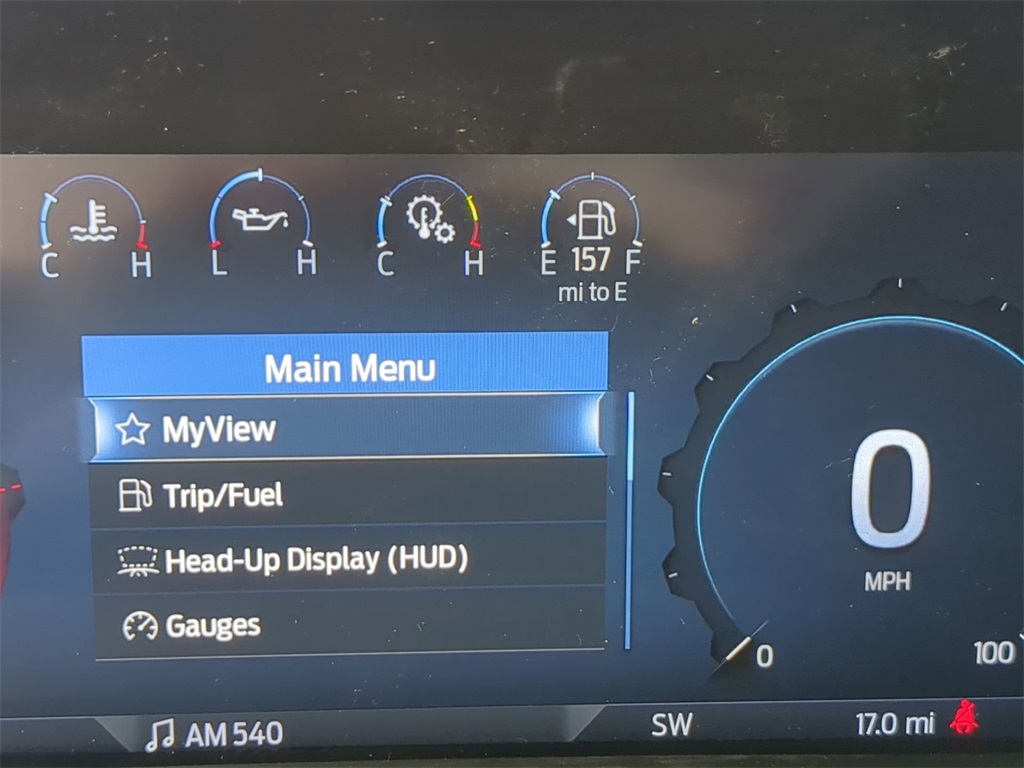 C H L H C H E 157 F
mi to E
Main Menu
MyView
Trip/Fuel
Head-Up Display (HUD)
Gauges
0
MPH
0 100
AM 540 SW 17.0 mi